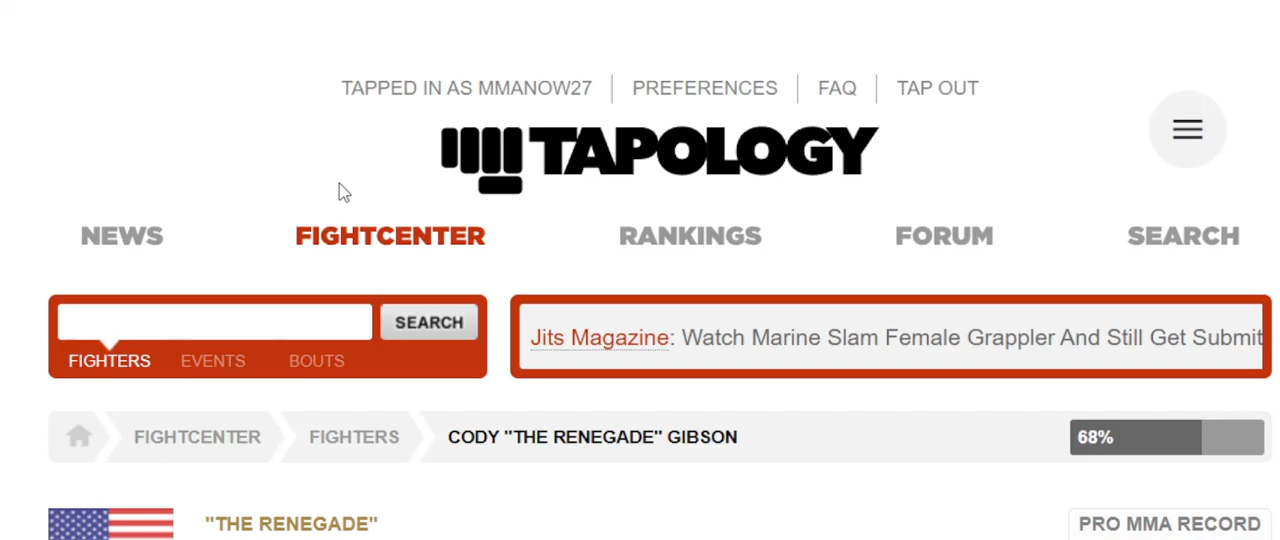 TAPPED IN AS MMANOW27 PREFERENCES FAQ TAP OUT
TAPOLOGY
NEWS FIGHTCENTER RANKINGS FORUM SEARCH
SEARCH
Jits Magazine: Watch Marine Slam Female Grappler And Still Get Submit
FIGHTERS EVENTS BOUTS
FIGHTCENTER FIGHTERS CODY "THE RENEGADE" GIBSON 68%
"THE RENEGADE" PRO MMA RECORD